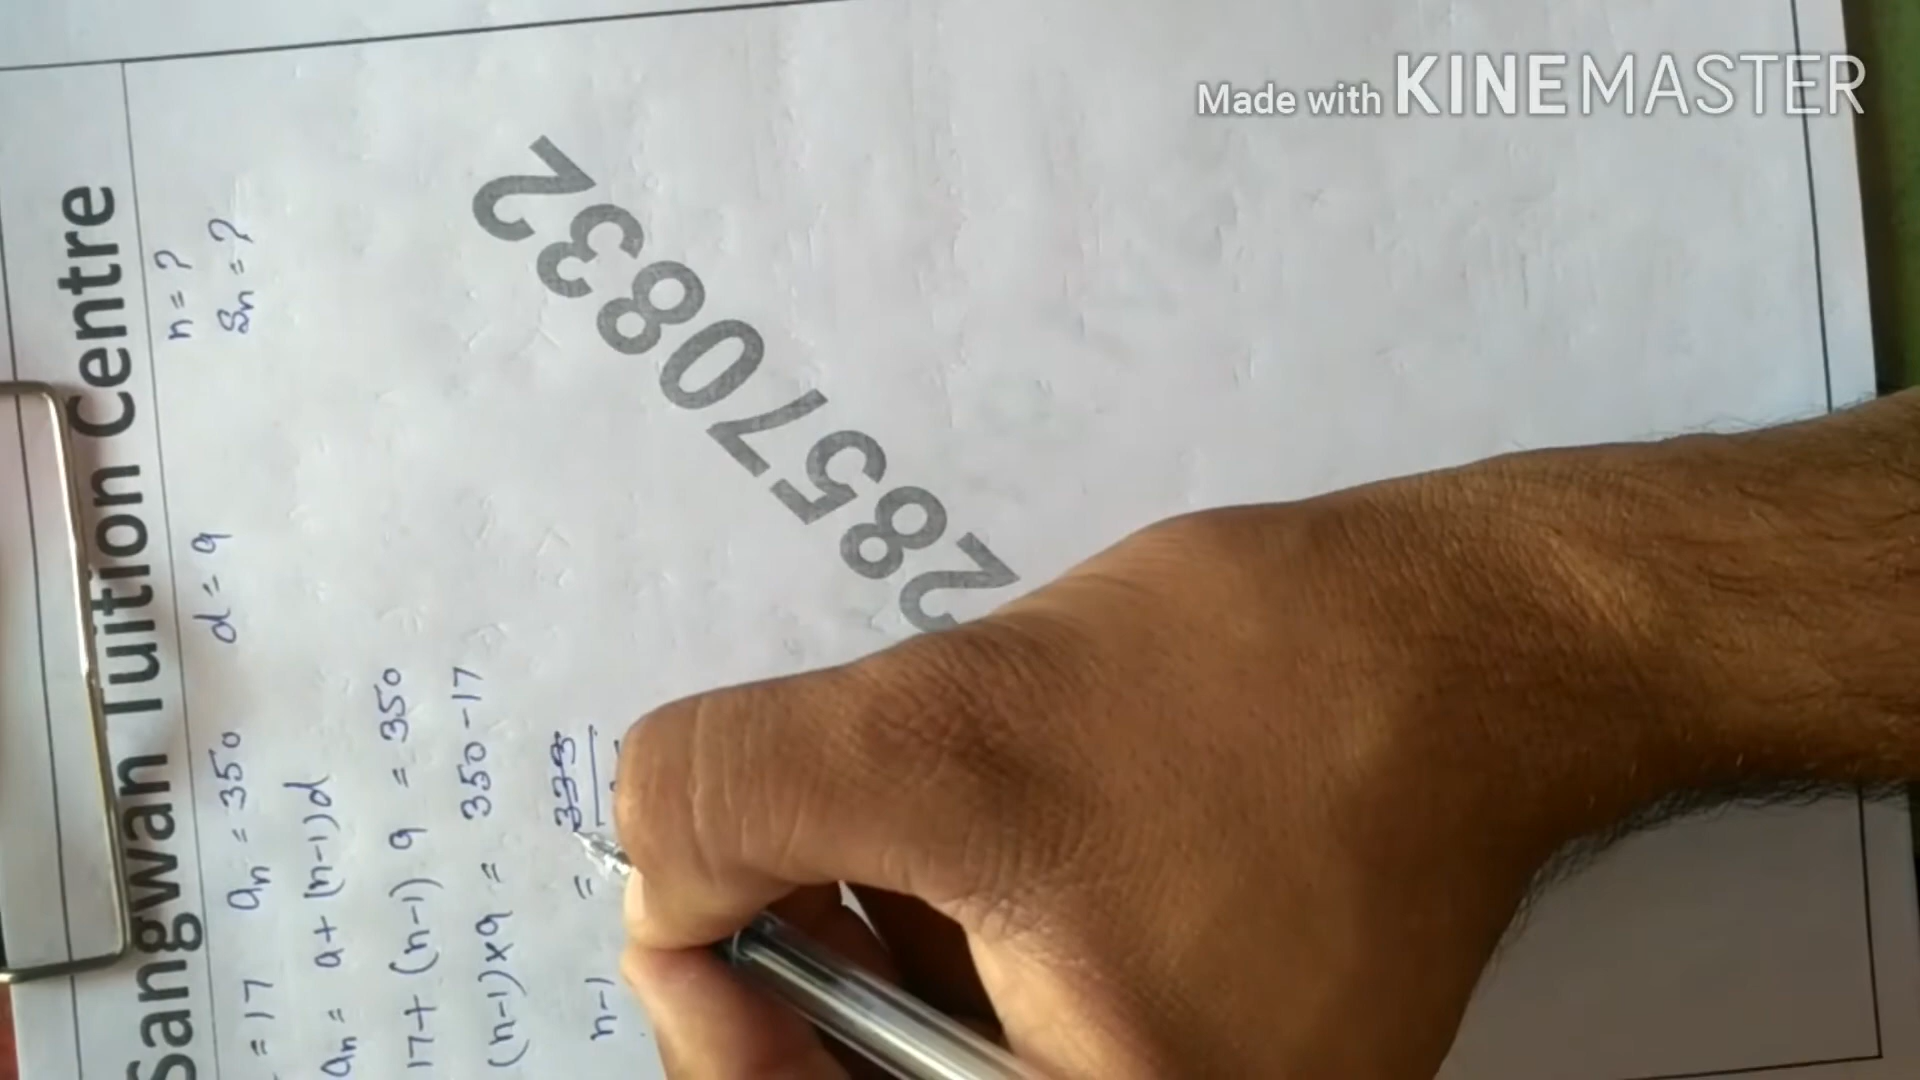 Made with KINEMASTER
Sangwan Tuition Centre
= 17 an = 350 d = 9 n = ?
Sn = ?
an = a+(n-1)d
17+(n-1) 9 = 350
(n-1)×9 = 350-17
n-1 = 333
28570832